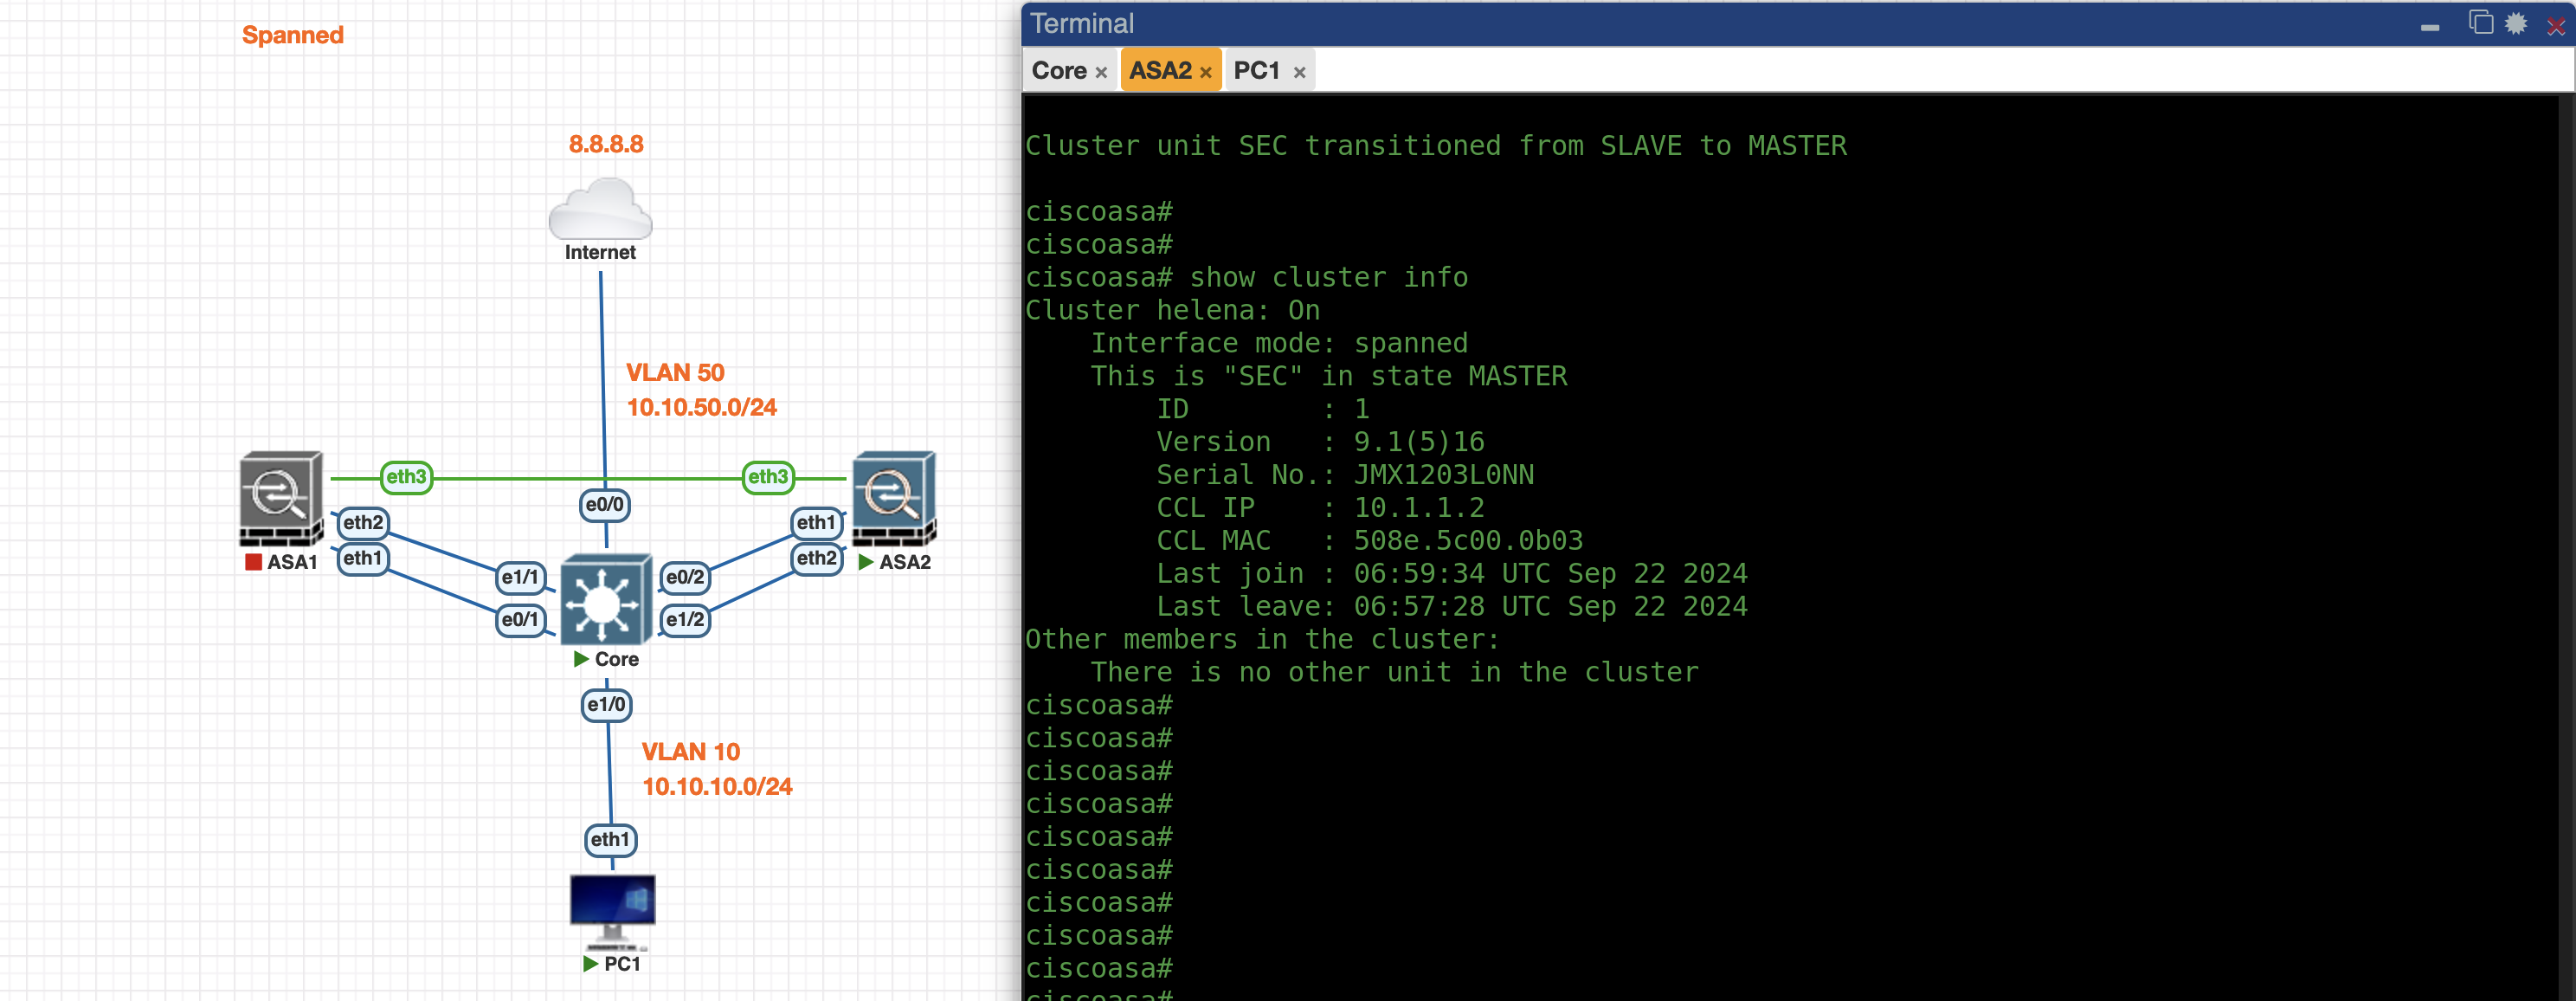 Spanned
8.8.8.8
Internet
VLAN 50
10.10.50.0/24
eth3
eth3
e0/0
eth2
eth1
eth1
eth2
ASA1
ASA2
e1/1
e0/2
e0/1
e1/2
Core
e1/0
VLAN 10
10.10.10.0/24
eth1
PC1
Terminal
Core × ASA2 × PC1 ×
Cluster unit SEC transitioned from SLAVE to MASTER
ciscoasa#
ciscoasa#
ciscoasa# show cluster info
Cluster helena: On
    Interface mode: spanned
    This is "SEC" in state MASTER
        ID        : 1
        Version   : 9.1(5)16
        Serial No.: JMX1203L0NN
        CCL IP    : 10.1.1.2
        CCL MAC   : 508e.5c00.0b03
        Last join : 06:59:34 UTC Sep 22 2024
        Last leave: 06:57:28 UTC Sep 22 2024
Other members in the cluster:
    There is no other unit in the cluster
ciscoasa#
ciscoasa#
ciscoasa#
ciscoasa#
ciscoasa#
ciscoasa#
ciscoasa#
ciscoasa#
ciscoasa#
ciscoasa#